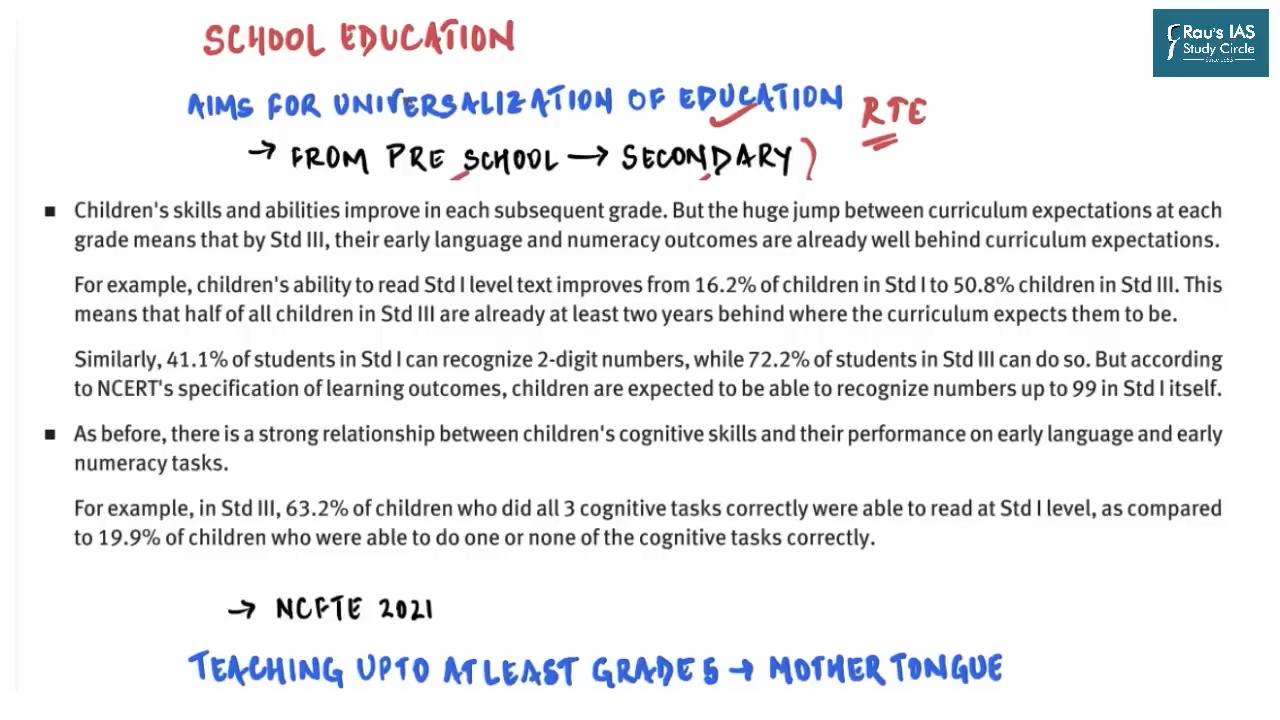 SCHOOL EDUCATION
Rau's IAS
Study Circle
AIMS FOR UNIVERSALIZATION OF EDUCATION
RTE
→ FROM PRE SCHOOL → SECONDARY )
▪ Children's skills and abilities improve in each subsequent grade. But the huge jump between curriculum expectations at each
grade means that by Std III, their early language and numeracy outcomes are already well behind curriculum expectations.
For example, children's ability to read Std I level text improves from 16.2% of children in Std I to 50.8% children in Std III. This
means that half of all children in Std III are already at least two years behind where the curriculum expects them to be.
Similarly, 41.1% of students in Std I can recognize 2-digit numbers, while 72.2% of students in Std III can do so. But according
to NCERT's specification of learning outcomes, children are expected to be able to recognize numbers up to 99 in Std I itself.
▪ As before, there is a strong relationship between children's cognitive skills and their performance on early language and early
numeracy tasks.
For example, in Std III, 63.2% of children who did all 3 cognitive tasks correctly were able to read at Std I level, as compared
to 19.9% of children who were able to do one or none of the cognitive tasks correctly.
→ NCFTE 2021
TEACHING UPTO ATLEAST GRADE 5 → MOTHER TONGUE